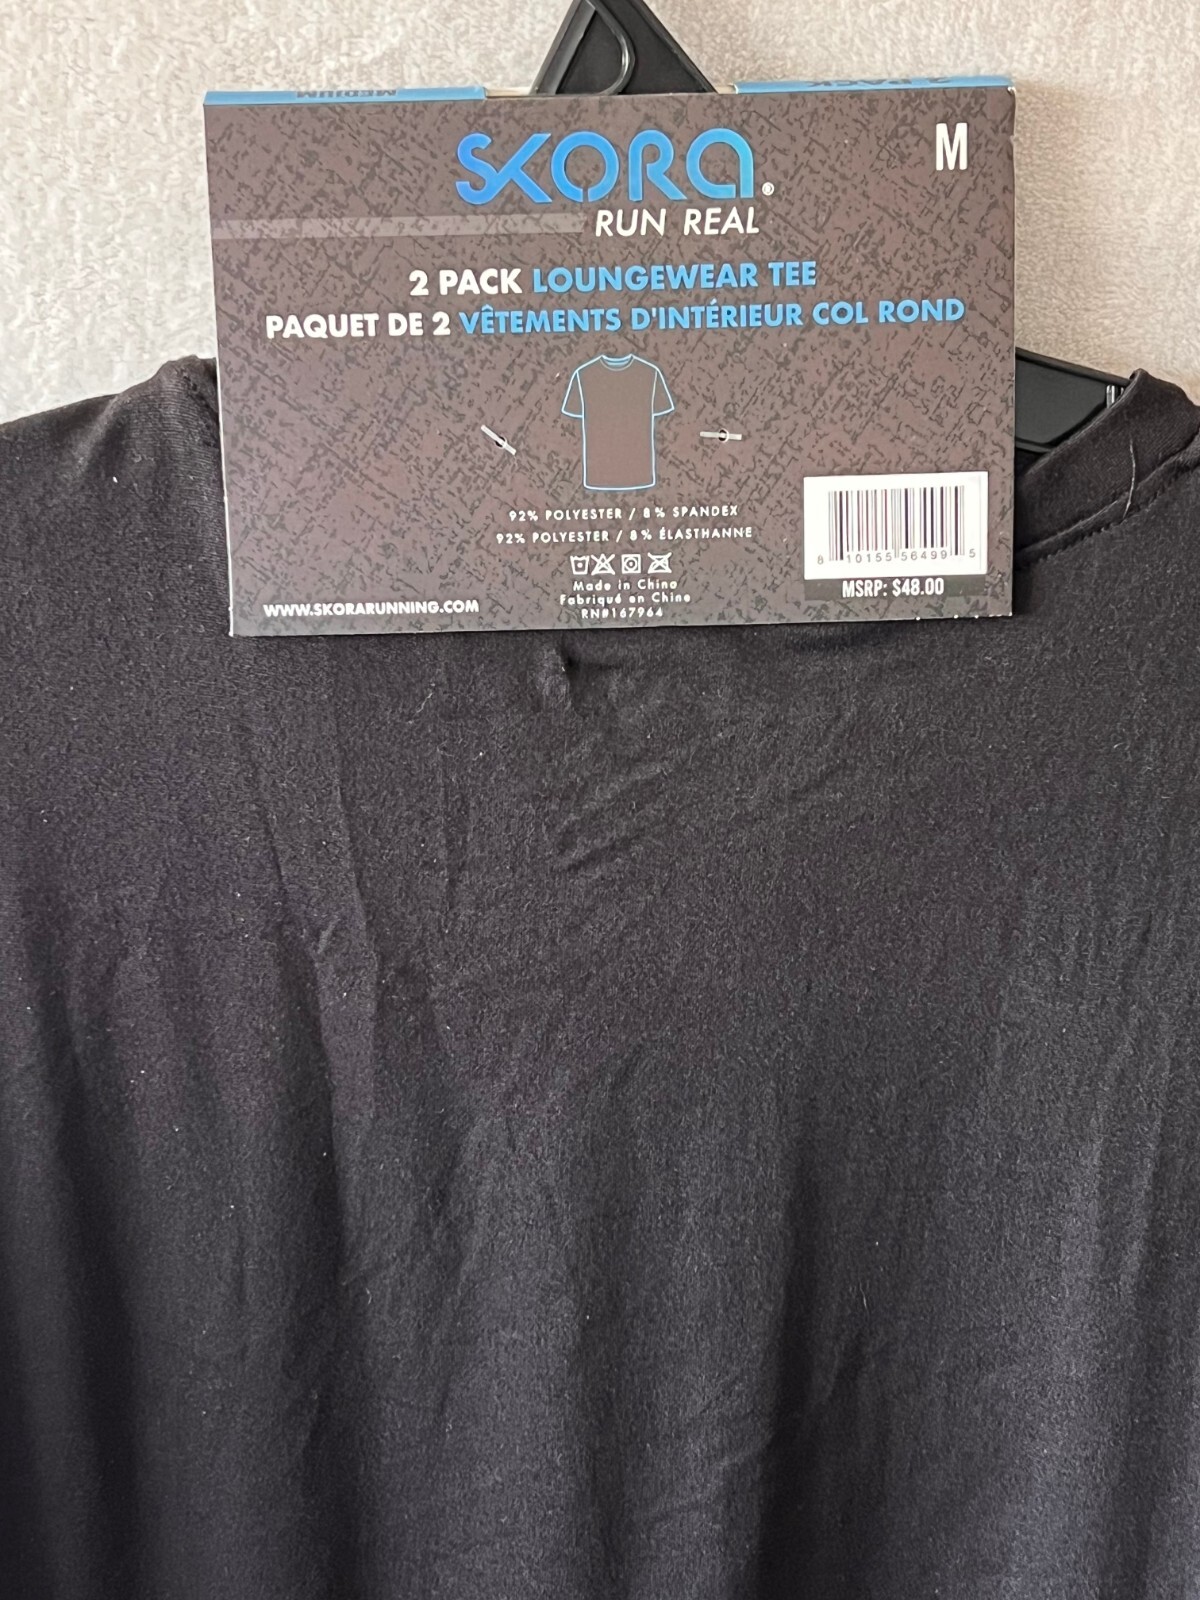 MEDIUM
2 PACK
SKORA®
M
RUN REAL
2 PACK LOUNGEWEAR TEE
PAQUET DE 2 VÊTEMENTS D'INTÉRIEUR COL ROND
92% POLYESTER / 8% SPANDEX
92% POLYESTER / 8% ÉLASTHANNE
Made in China
Fabriqué en Chine
RN#167964
WWW.SKORARUNNING.COM
8 10155 56499 5
MSRP: $48.00